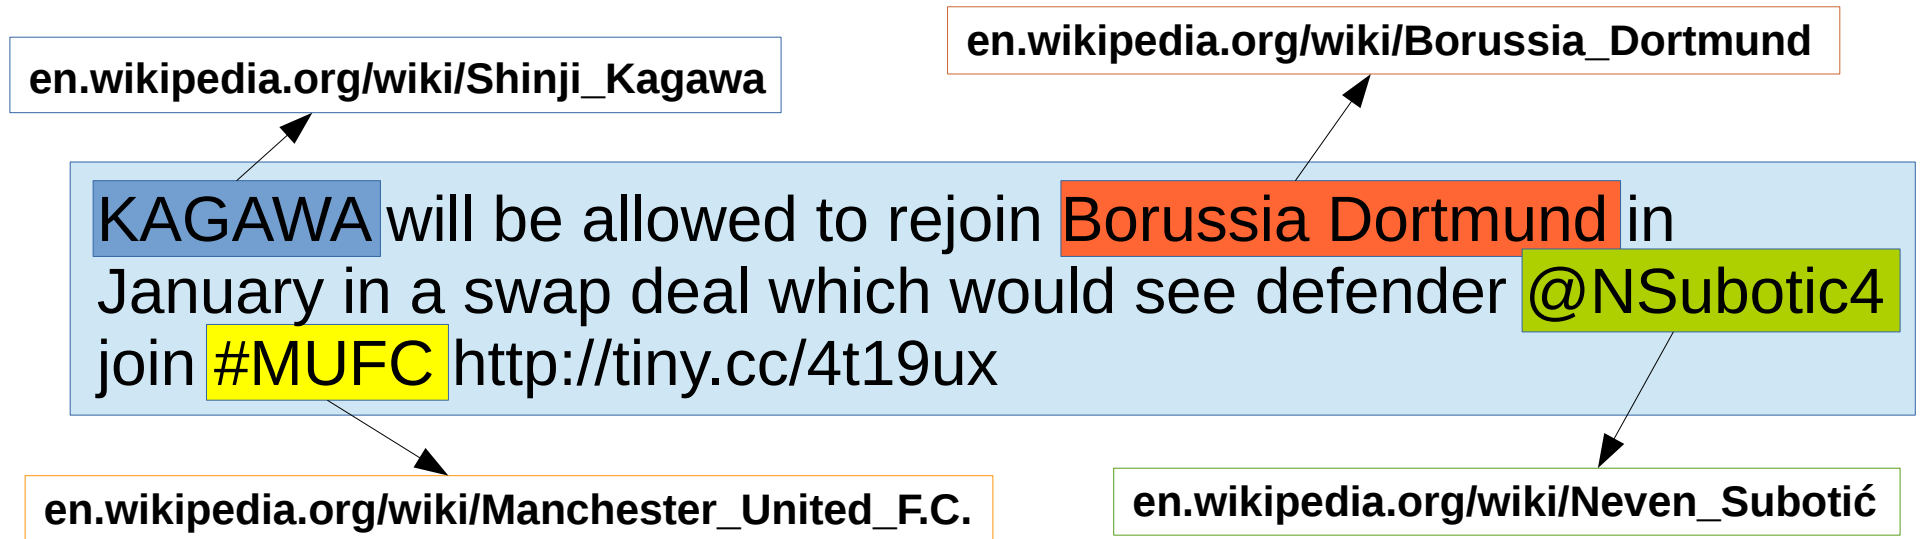 en.wikipedia.org/wiki/Borussia_Dortmund
en.wikipedia.org/wiki/Shinji_Kagawa
KAGAWA will be allowed to rejoin Borussia Dortmund in
January in a swap deal which would see defender @NSubotic4
join #MUFC http://tiny.cc/4t19ux
en.wikipedia.org/wiki/Manchester_United_F.C.
en.wikipedia.org/wiki/Neven_Subotić